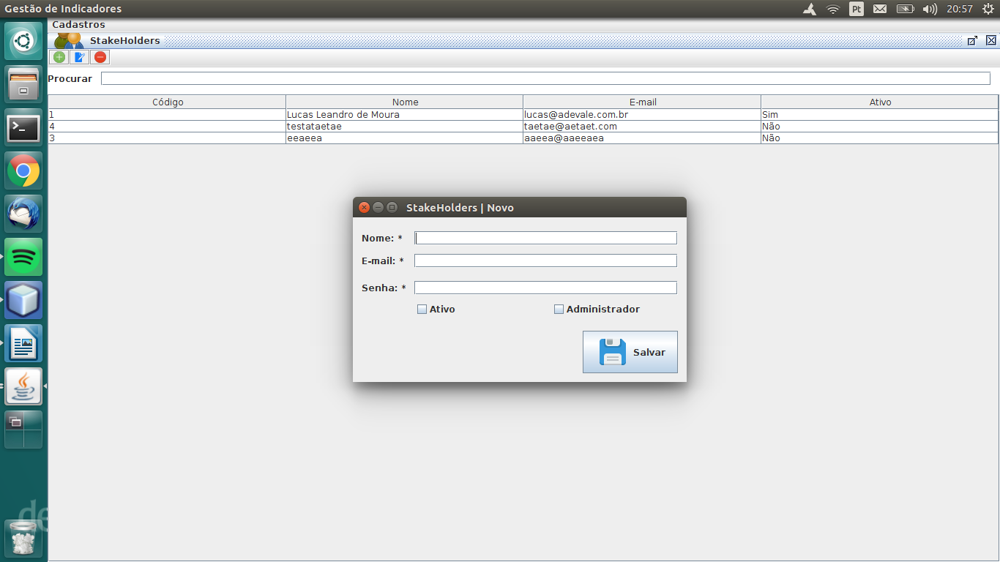 Gestão de Indicadores Pt 20:57
Cadastros
StakeHolders
Procurar
Código Nome E-mail Ativo
1 Lucas Leandro de Moura lucas@adevale.com.br Sim
4 testataetae taetae@aetaet.com Não
3 eeaeea aaeea@aaeeaea Não
StakeHolders | Novo
Nome: *
E-mail: *
Senha: *
Ativo Administrador
Salvar
de